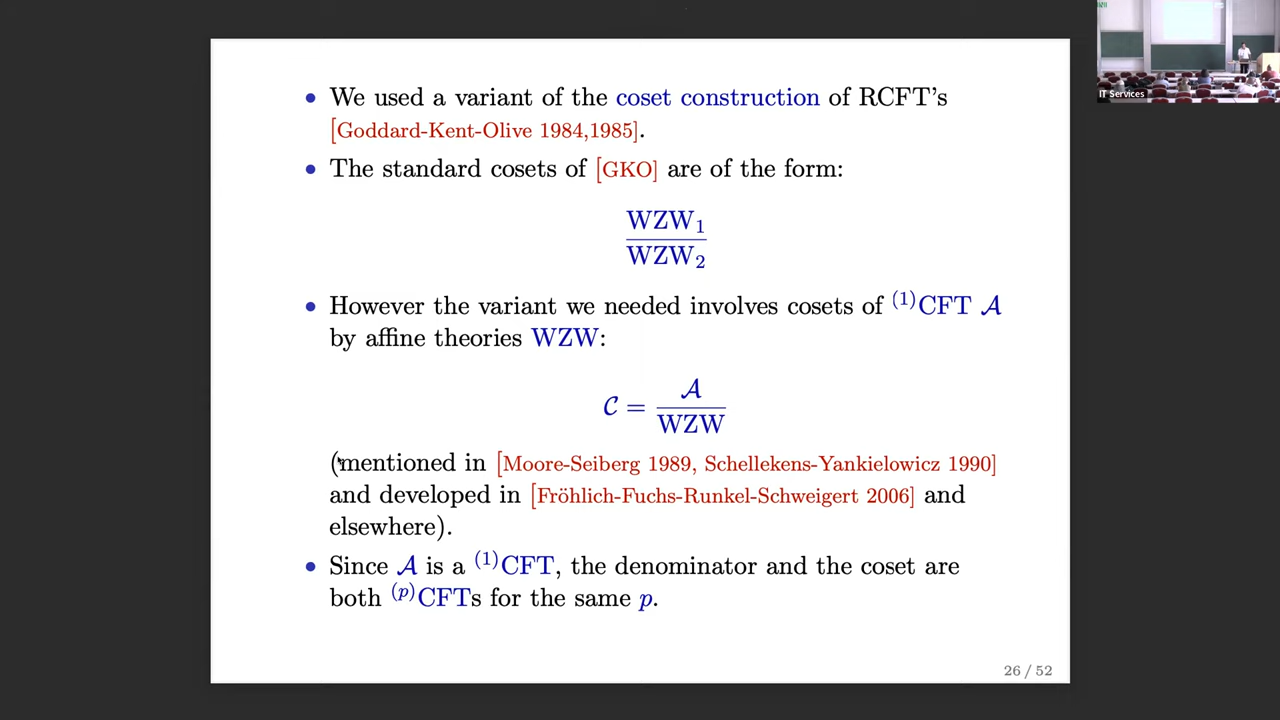 • We used a variant of the coset construction of RCFT's
[Goddard-Kent-Olive 1984,1985].
• The standard cosets of [GKO] are of the form:
WZW₁
WZW₂
• However the variant we needed involves cosets of ⁽¹⁾CFT 𝒜
by affine theories WZW:
𝒞 = 𝒜
WZW
(mentioned in [Moore-Seiberg 1989, Schellekens-Yankielowicz 1990]
and developed in [Fröhlich-Fuchs-Runkel-Schweigert 2006] and
elsewhere).
• Since 𝒜 is a ⁽¹⁾CFT, the denominator and the coset are
both ⁽ᵖ⁾CFTs for the same p.
26 / 52
IT Services